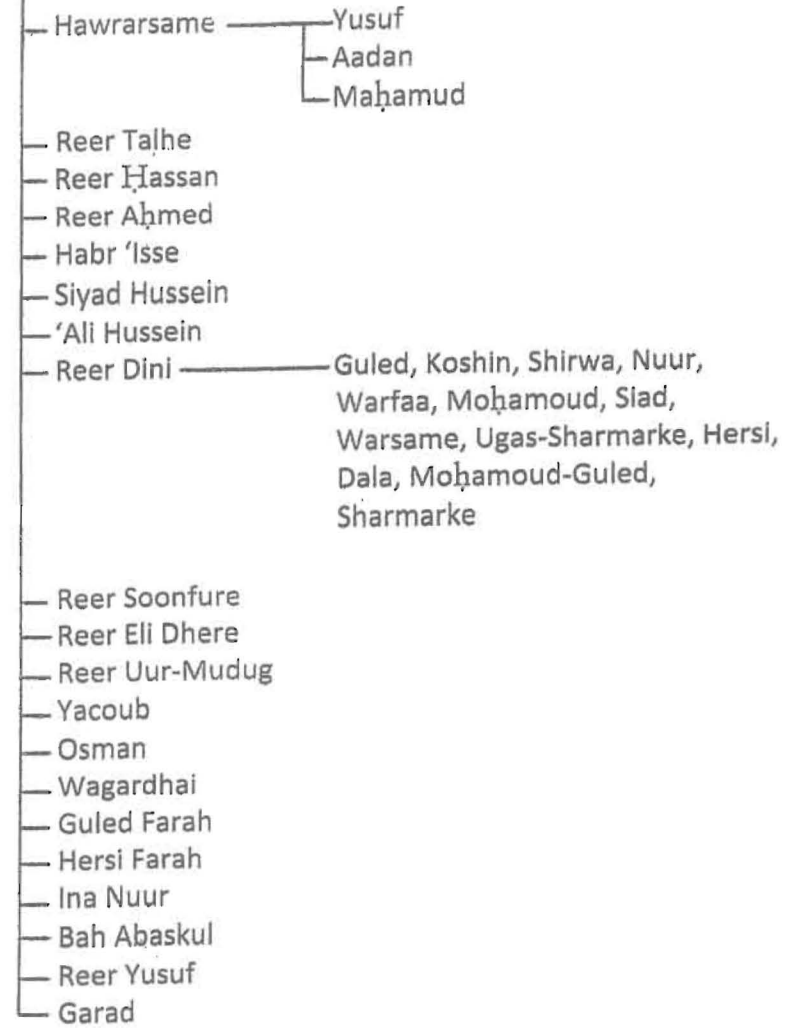 Hawrarsame Yusuf
Aadan
Maḥamud
Reer Talḥe
Reer Ḥassan
Reer Aḥmed
Habr ‘Isse
Siyad Hussein
‘Ali Hussein
Reer Dini Guled, Koshin, Shirwa, Nuur,
Warfaa, Moḥamoud, Siad,
Warsame, Ugas-Sharmarke, Hersi,
Dala, Moḥamoud-Guled,
Sharmarke
Reer Soonfure
Reer Eli Dhere
Reer Uur-Mudug
Yacoub
Osman
Wagardhai
Guled Farah
Hersi Farah
Ina Nuur
Bah Abaskul
Reer Yusuf
Garad